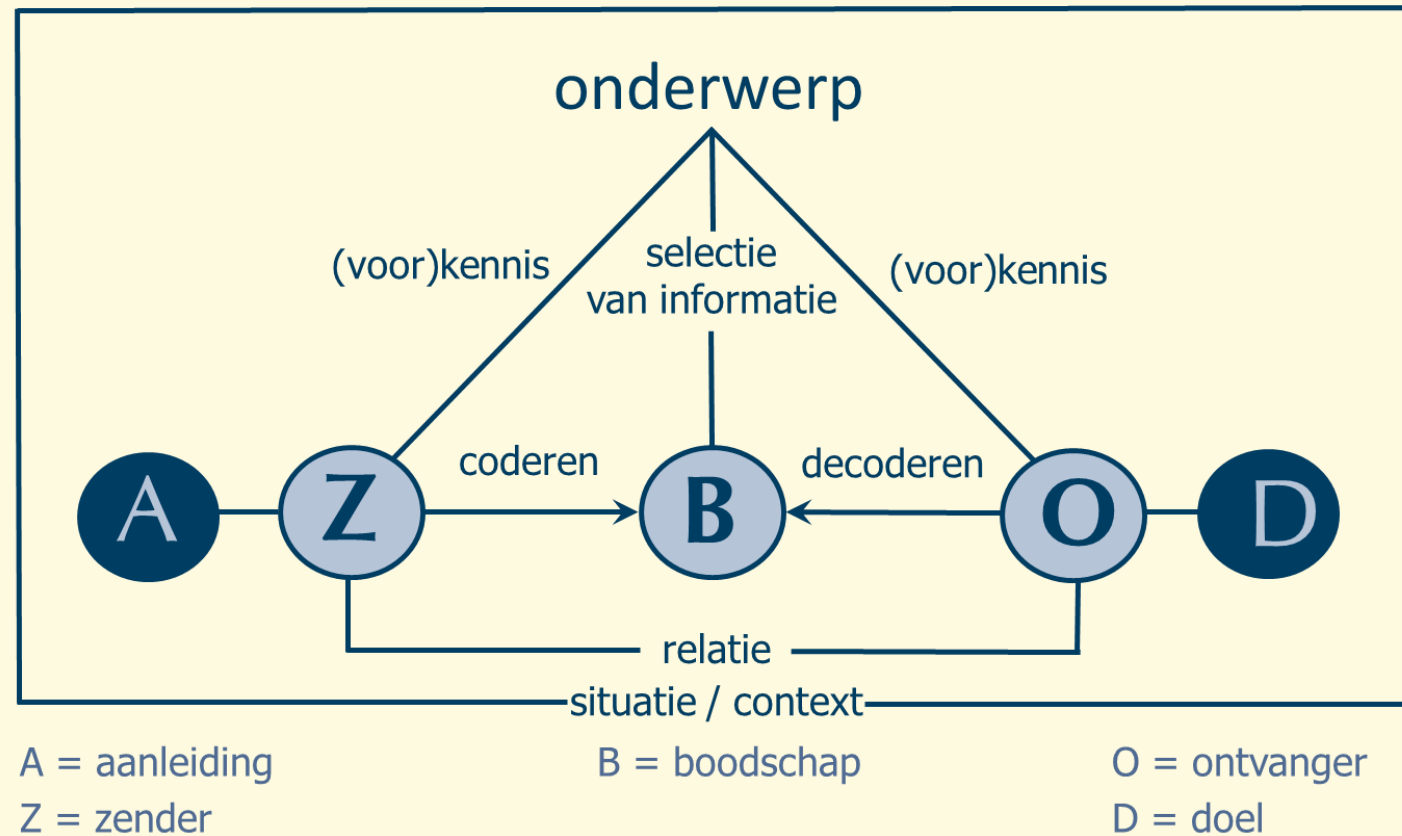 onderwerp
(voor)kennis
selectie
van informatie
(voor)kennis
coderen
decoderen
A
Z
B
O
D
relatie
situatie / context
A = aanleiding
B = boodschap
O = ontvanger
Z = zender
D = doel